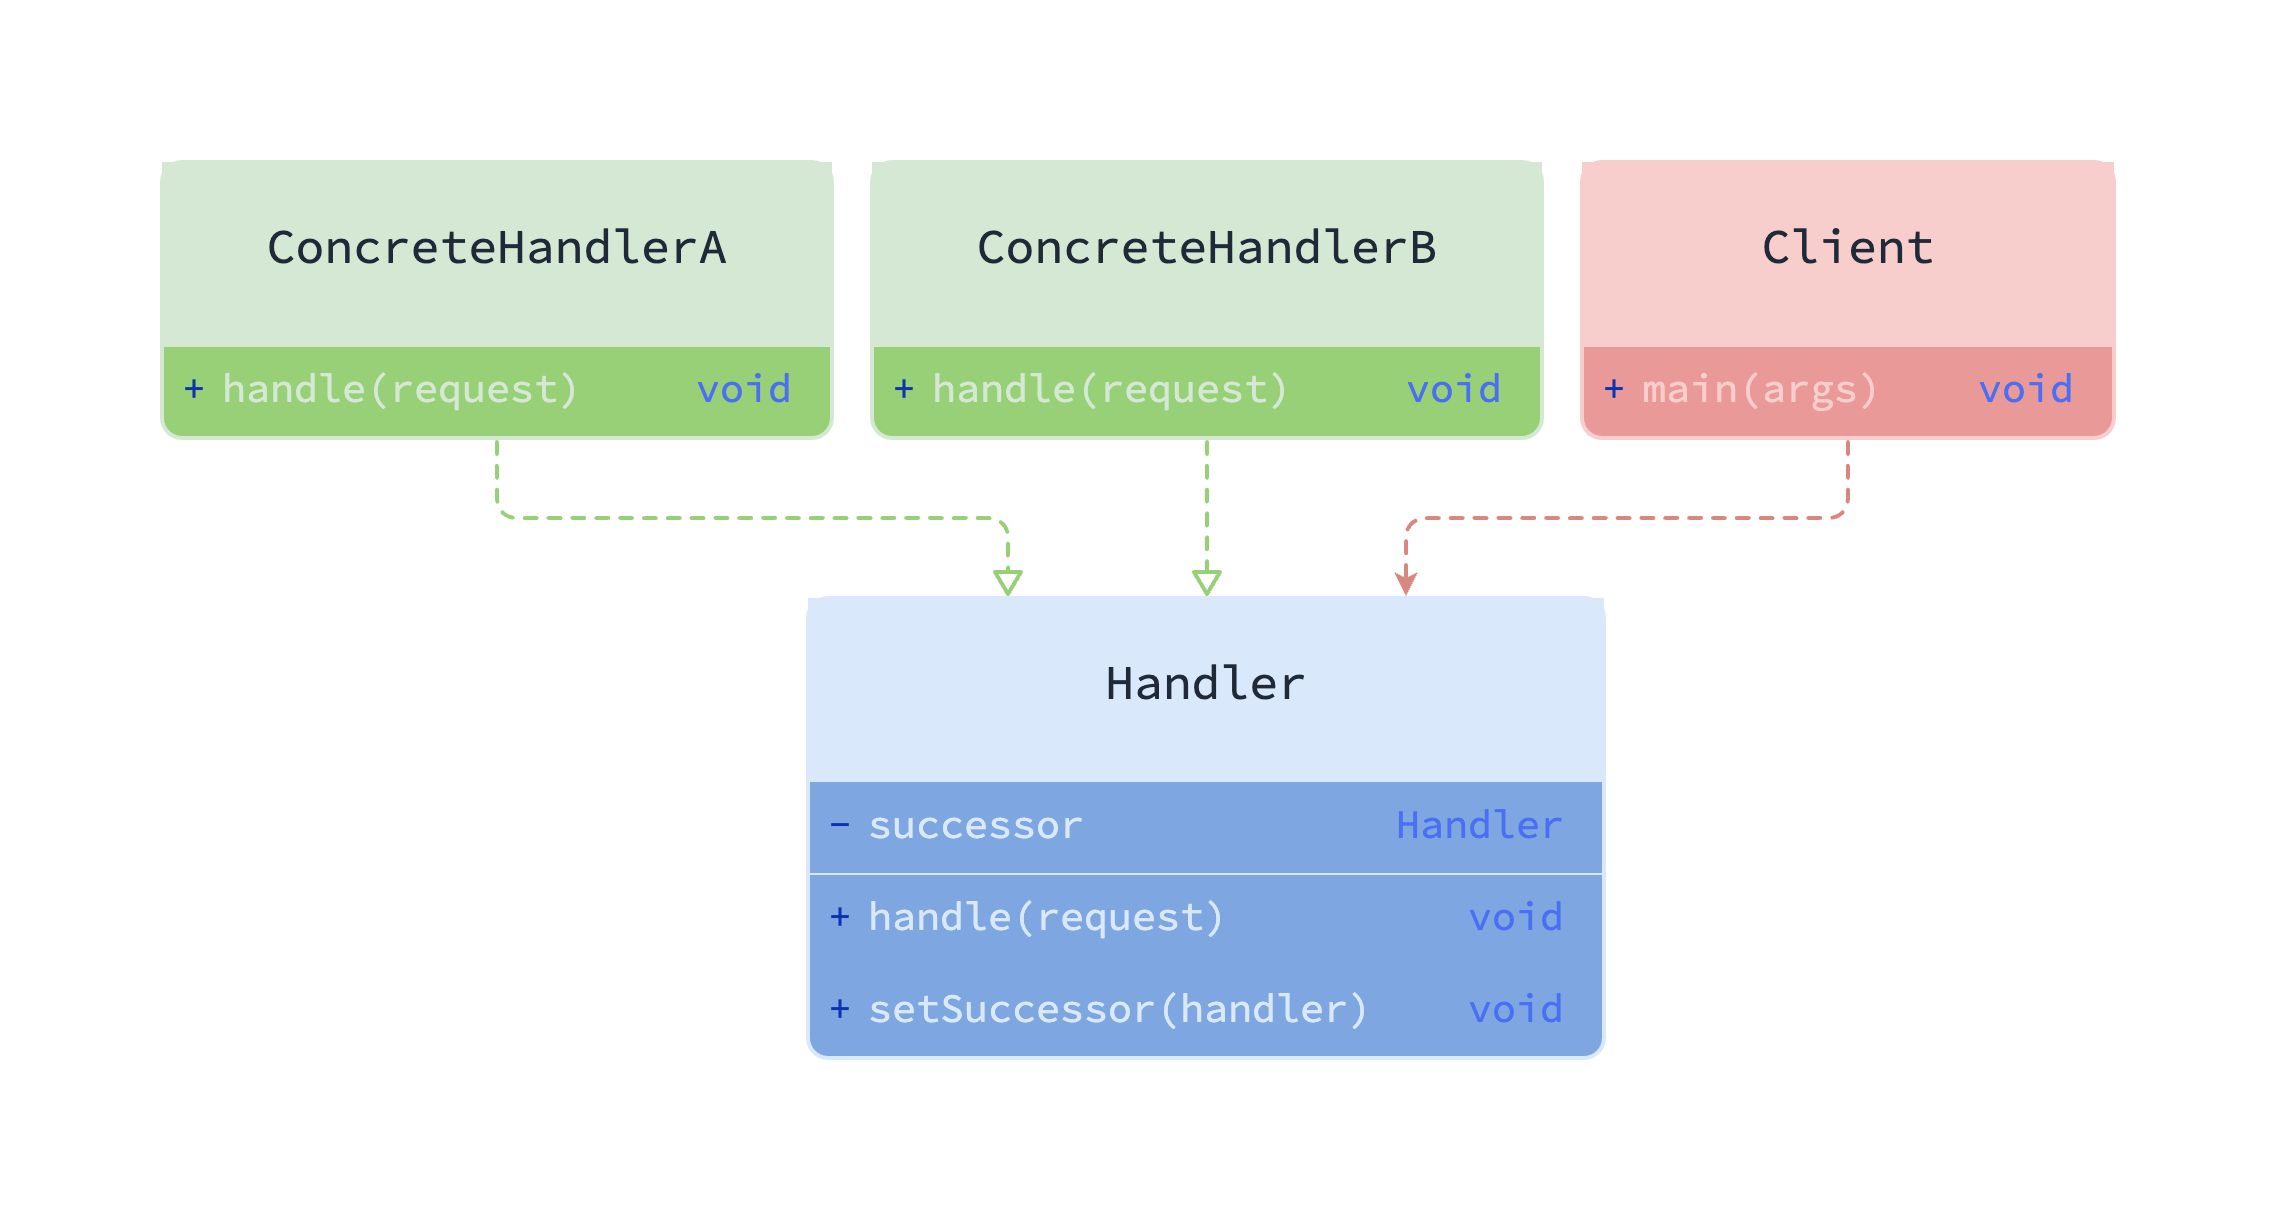 ConcreteHandlerA
+ handle(request) void
ConcreteHandlerB
+ handle(request) void
Client
+ main(args) void
Handler
- successor Handler
+ handle(request) void
+ setSuccessor(handler) void